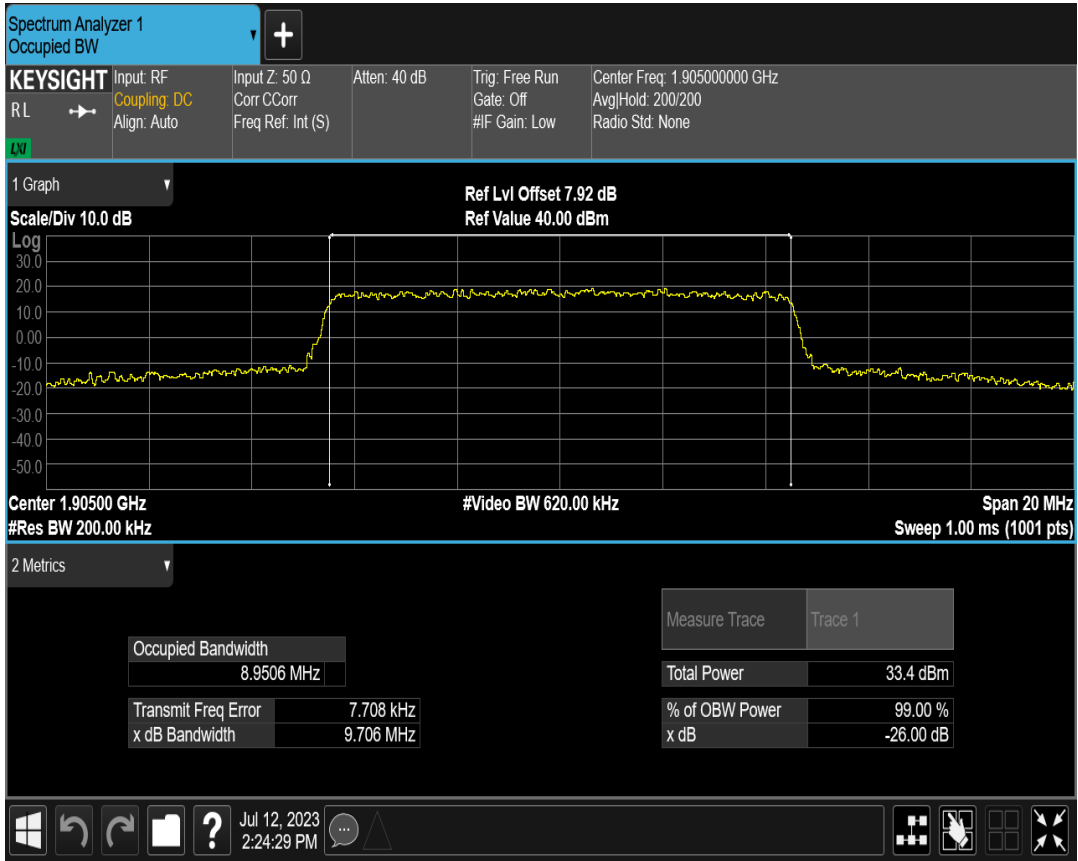 Spectrum Analyzer 1
Occupied BW
KEYSIGHT
R L
LXI
Input: RF
Coupling: DC
Align: Auto
Input Z: 50 Ω
Corr CCorr
Freq Ref: Int (S)
Atten: 40 dB
Trig: Free Run
Gate: Off
#IF Gain: Low
Center Freq: 1.905000000 GHz
Avg|Hold: 200/200
Radio Std: None
1 Graph
Scale/Div 10.0 dB
Ref Lvl Offset 7.92 dB
Ref Value 40.00 dBm
Log
30.0
20.0
10.0
0.00
-10.0
-20.0
-30.0
-40.0
-50.0
Center 1.90500 GHz
#Video BW 620.00 kHz
Span 20 MHz
#Res BW 200.00 kHz
Sweep 1.00 ms (1001 pts)
2 Metrics
Measure Trace Trace 1
Occupied Bandwidth
8.9506 MHz
Total Power 33.4 dBm
Transmit Freq Error 7.708 kHz
% of OBW Power 99.00 %
x dB Bandwidth 9.706 MHz
x dB -26.00 dB
?
Jul 12, 2023
2:24:29 PM